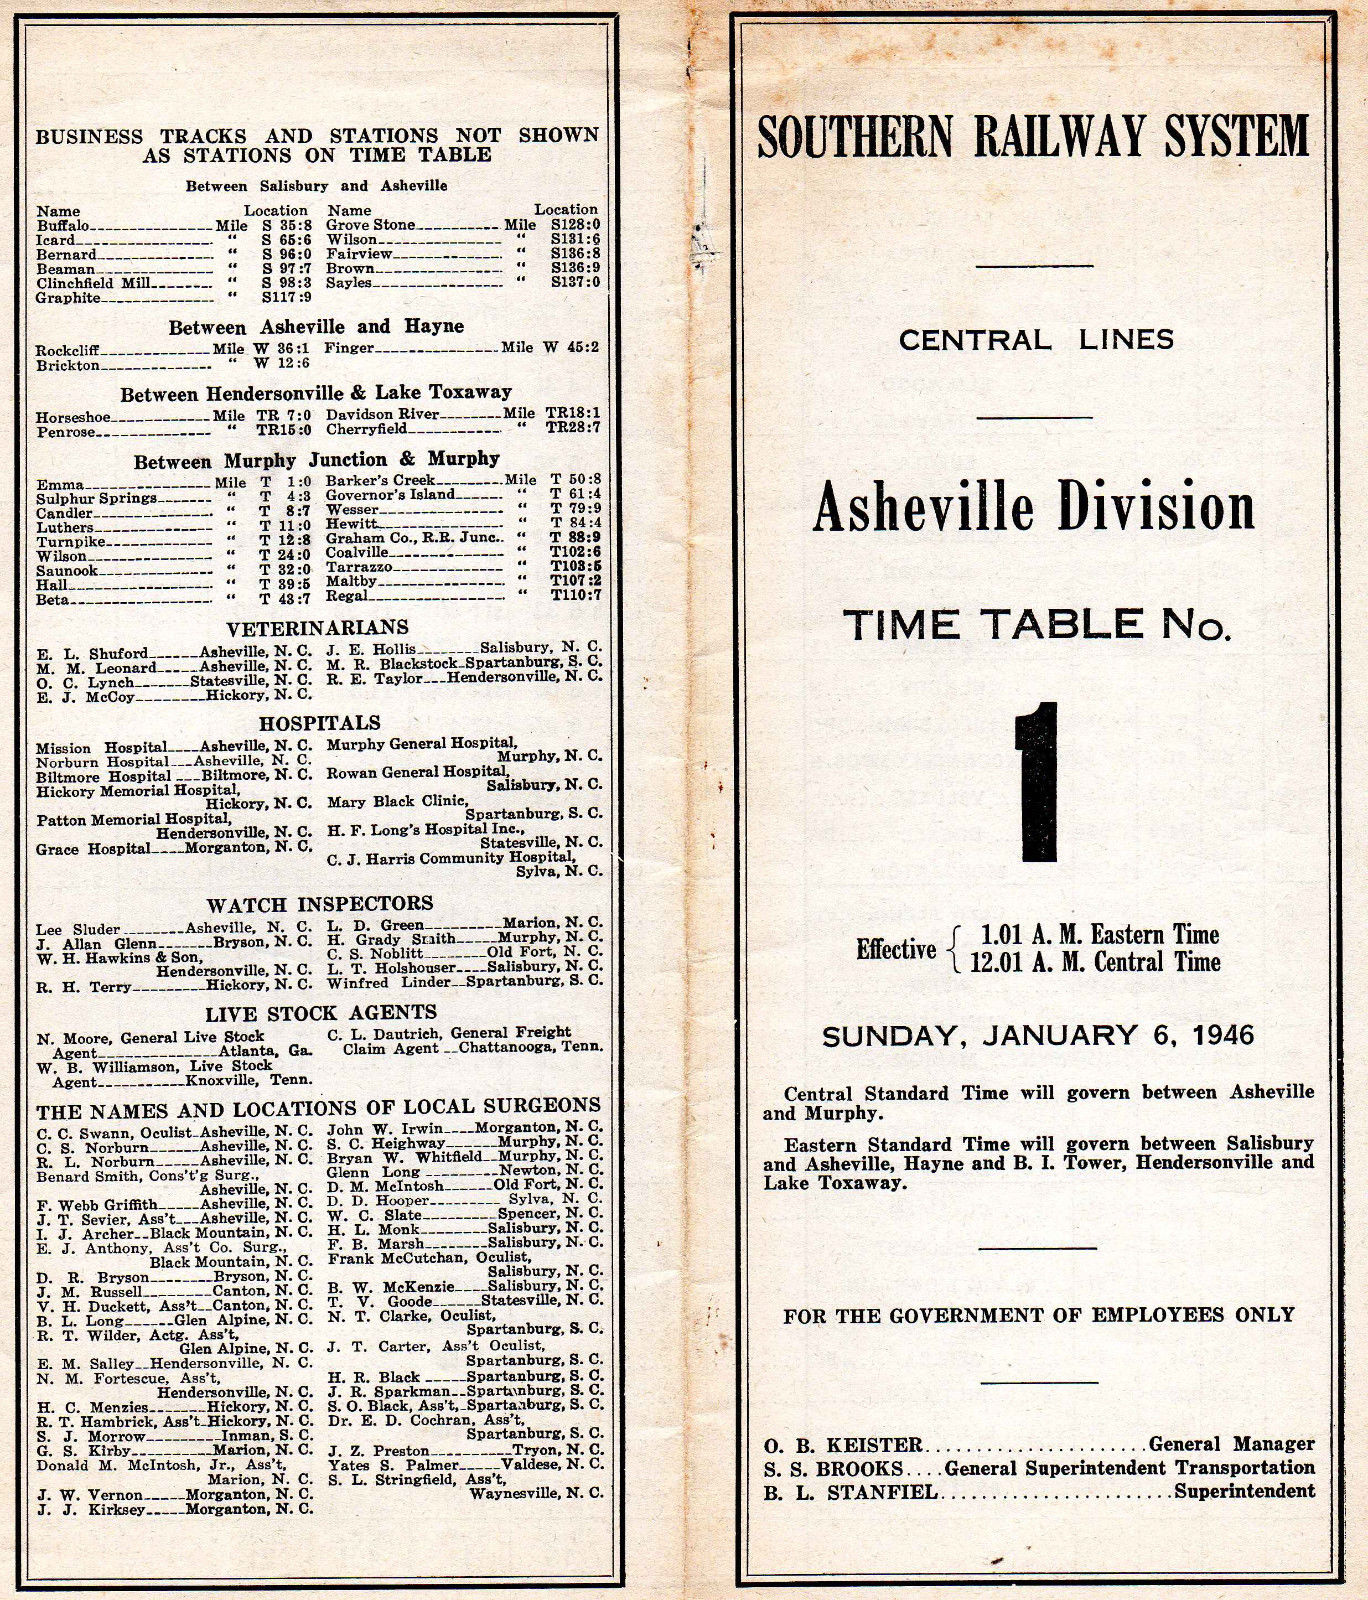 BUSINESS TRACKS AND STATIONS NOT SHOWN
AS STATIONS ON TIME TABLE
Between Salisbury and Asheville
Name Location Name Location
Buffalo Mile S 35:8 Grove Stone Mile S128:0
Icard “ S 65:6 Wilson “ S131:6
Bernard “ S 96:0 Fairview “ S136:8
Beaman “ S 97:7 Brown “ S136:9
Clinchfield Mill “ S 98:3 Sayles “ S137:0
Graphite “ S117:9
Between Asheville and Hayne
Rockcliff Mile W 36:1 Finger Mile W 45:2
Brickton “ W 12:6
Between Hendersonville & Lake Toxaway
Horseshoe Mile TR 7:0 Davidson River Mile TR18:1
Penrose “ TR15:0 Cherryfield “ TR28:7
Between Murphy Junction & Murphy
Emma Mile T 1:0 Barker's Creek Mile T 50:8
Sulphur Springs “ T 4:3 Governor's Island “ T 61:4
Candler “ T 8:7 Wesser “ T 79:9
Luthers “ T 11:0 Hewitt “ T 84:4
Turnpike “ T 12:8 Graham Co., R.R. Junc.. “ T 88:9
Wilson “ T 24:0 Coalville “ T102:6
Saunook “ T 32:0 Tarrazzo “ T103:5
Hall “ T 39:5 Maltby “ T107:2
Beta “ T 43:7 Regal “ T110:7
VETERINARIANS
E. L. Shuford Asheville, N. C. J. E. Hollis Salisbury, N. C.
M. M. Leonard Asheville, N. C. M. R. Blackstock Spartanburg, S. C.
O. C. Lynch Statesville, N. C. R. E. Taylor Hendersonville, N. C.
E. J. McCoy Hickory, N. C.
HOSPITALS
Mission Hospital Asheville, N. C.
Norburn Hospital Asheville, N. C.
Biltmore Hospital Biltmore, N. C.
Hickory Memorial Hospital,
Hickory, N. C.
Patton Memorial Hospital,
Hendersonville, N. C.
Grace Hospital Morganton, N. C.
Murphy General Hospital,
Murphy, N. C.
Rowan General Hospital,
Salisbury, N. C.
Mary Black Clinic,
Spartanburg, S. C.
H. F. Long's Hospital Inc.,
Statesville, N. C.
C. J. Harris Community Hospital,
Sylva, N. C.
WATCH INSPECTORS
Lee Sluder Asheville, N. C.
J. Allan Glenn Bryson, N. C.
W. H. Hawkins & Son,
Hendersonville, N. C.
R. H. Terry Hickory, N. C.
L. D. Green Marion, N. C.
H. Grady Smith Murphy, N. C.
C. S. Noblitt Old Fort, N. C.
L. T. Holshouser Salisbury, N. C.
Winfred Linder Spartanburg, S. C.
LIVE STOCK AGENTS
N. Moore, General Live Stock
Agent Atlanta, Ga.
W. B. Williamson, Live Stock
Agent Knoxville, Tenn.
C. L. Dautrich, General Freight
Claim Agent Chattanooga, Tenn.
THE NAMES AND LOCATIONS OF LOCAL SURGEONS
C. C. Swann, Oculist Asheville, N. C.
C. S. Norburn Asheville, N. C.
R. L. Norburn Asheville, N. C.
Benard Smith, Cons't'g Surg.,
Asheville, N. C.
F. Webb Griffith Asheville, N. C.
J. T. Sevier, Ass't Asheville, N. C.
I. J. Archer Black Mountain, N. C.
E. J. Anthony, Ass't Co. Surg.,
Black Mountain, N. C.
D. R. Bryson Bryson, N. C.
J. M. Russell Canton, N. C.
V. H. Duckett, Ass't Canton, N. C.
B. L. Long Glen Alpine, N. C.
R. T. Wilder, Actg. Ass't,
Glen Alpine, N. C.
E. M. Salley Hendersonville, N. C.
N. M. Fortescue, Ass't,
Hendersonville, N. C.
H. C. Menzies Hickory, N. C.
R. T. Hambrick, Ass't Hickory, N. C.
S. J. Morrow Inman, S. C.
G. S. Kirby Marion, N. C.
Donald M. McIntosh, Jr., Ass't,
Marion, N. C.
J. W. Vernon Morganton, N. C.
J. J. Kirksey Morganton, N. C.
John W. Irwin Morganton, N. C.
S. C. Heighway Murphy, N. C.
Bryan W. Whitfield Murphy, N. C.
Glenn Long Newton, N. C.
D. M. McIntosh Old Fort, N. C.
D. D. Hooper Sylva, N. C.
W. C. Slate Spencer, N. C.
H. L. Monk Salisbury, N. C.
F. B. Marsh Salisbury, N. C.
Frank McCutchan, Oculist,
Salisbury, N. C.
B. W. McKenzie Salisbury, N. C.
T. V. Goode Statesville, N. C.
N. T. Clarke, Oculist,
Spartanburg, S. C.
J. T. Carter, Ass't Oculist,
Spartanburg, S. C.
H. R. Black Spartanburg, S. C.
J. R. Sparkman Spartanburg, S. C.
S. O. Black, Ass't, Spartanburg, S. C.
Dr. E. D. Cochran, Ass't,
Spartanburg, S. C.
J. Z. Preston Tryon, N. C.
Yates S. Palmer Valdese, N. C.
S. L. Stringfield, Ass't,
Waynesville, N. C.
SOUTHERN RAILWAY SYSTEM
CENTRAL LINES
Asheville Division
TIME TABLE No.
1
Effective { 1.01 A. M. Eastern Time
12.01 A. M. Central Time
SUNDAY, JANUARY 6, 1946
Central Standard Time will govern between Asheville
and Murphy.
Eastern Standard Time will govern between Salisbury
and Asheville, Hayne and B. I. Tower, Hendersonville and
Lake Toxaway.
FOR THE GOVERNMENT OF EMPLOYEES ONLY
O. B. KEISTER General Manager
S. S. BROOKS General Superintendent Transportation
B. L. STANFIEL Superintendent